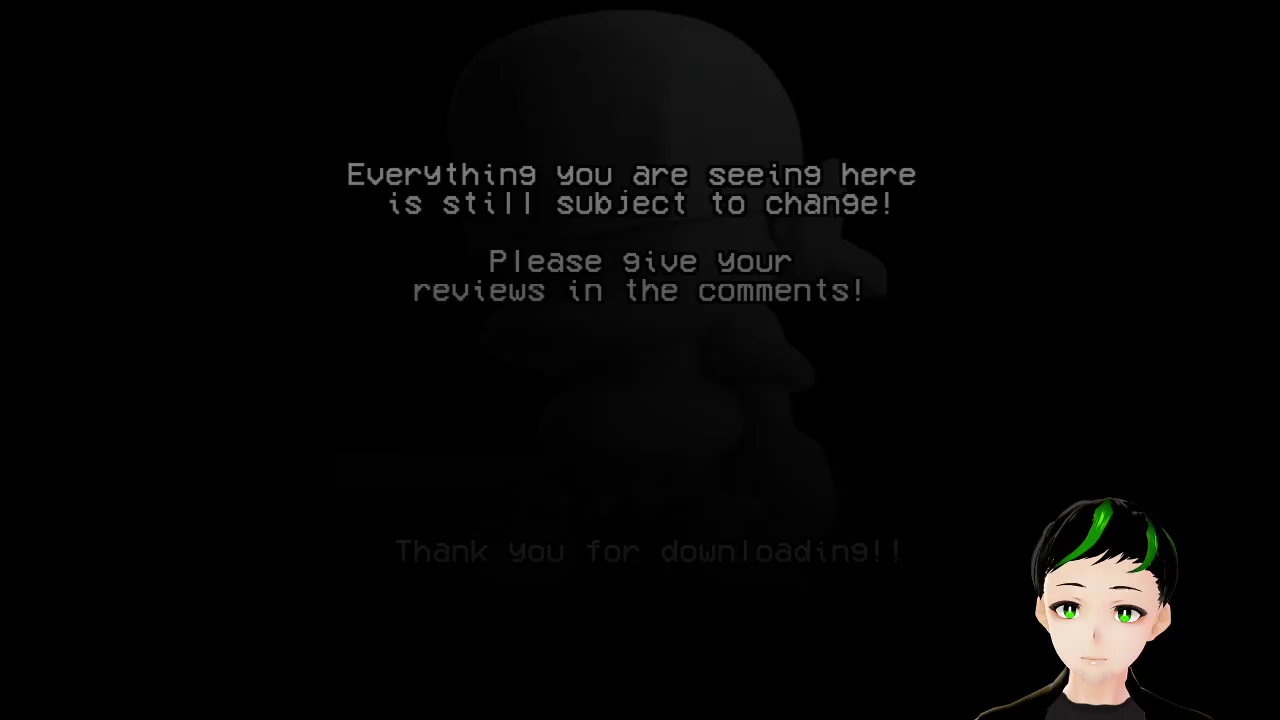 Everything you are seeing here
is still subject to change!
Please give your
reviews in the comments!
Thank you for downloading!!